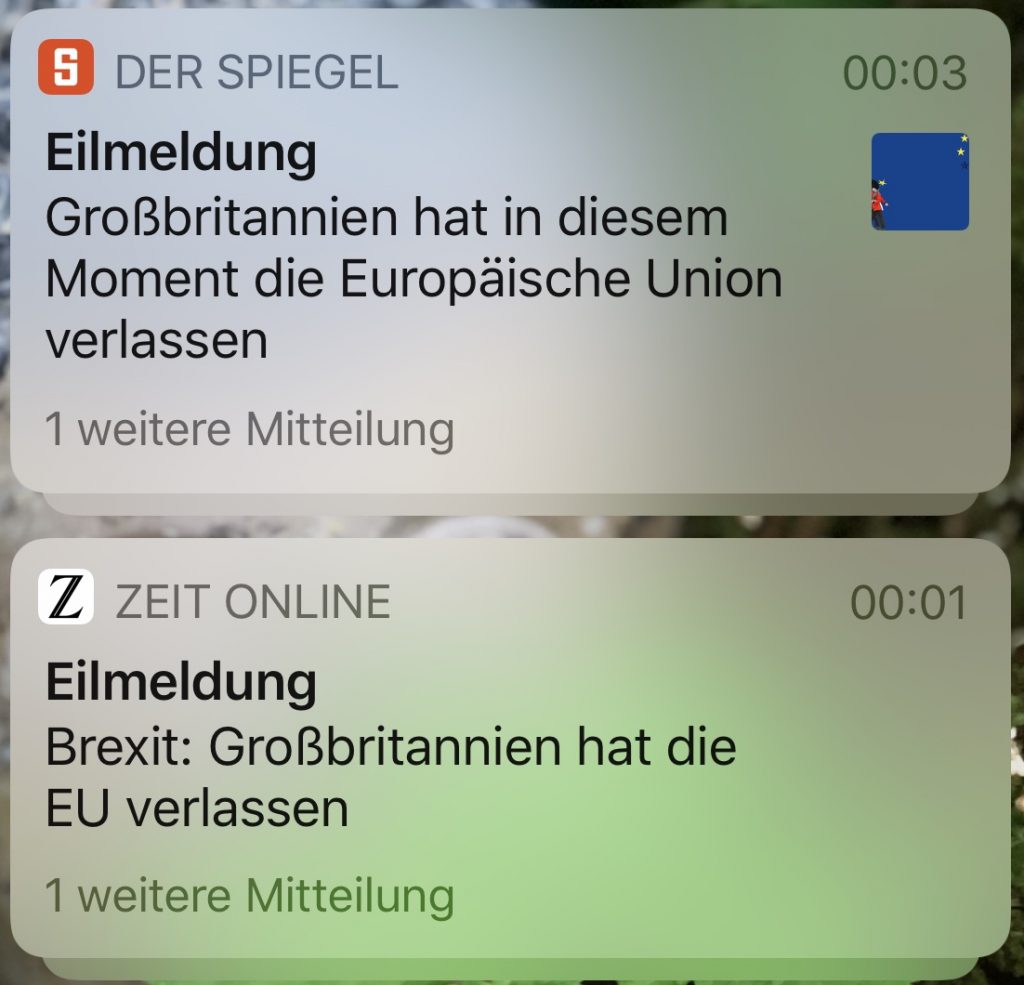 S DER SPIEGEL 00:03
Eilmeldung
Großbritannien hat in diesem
Moment die Europäische Union
verlassen
1 weitere Mitteilung
Z ZEIT ONLINE 00:01
Eilmeldung
Brexit: Großbritannien hat die
EU verlassen
1 weitere Mitteilung